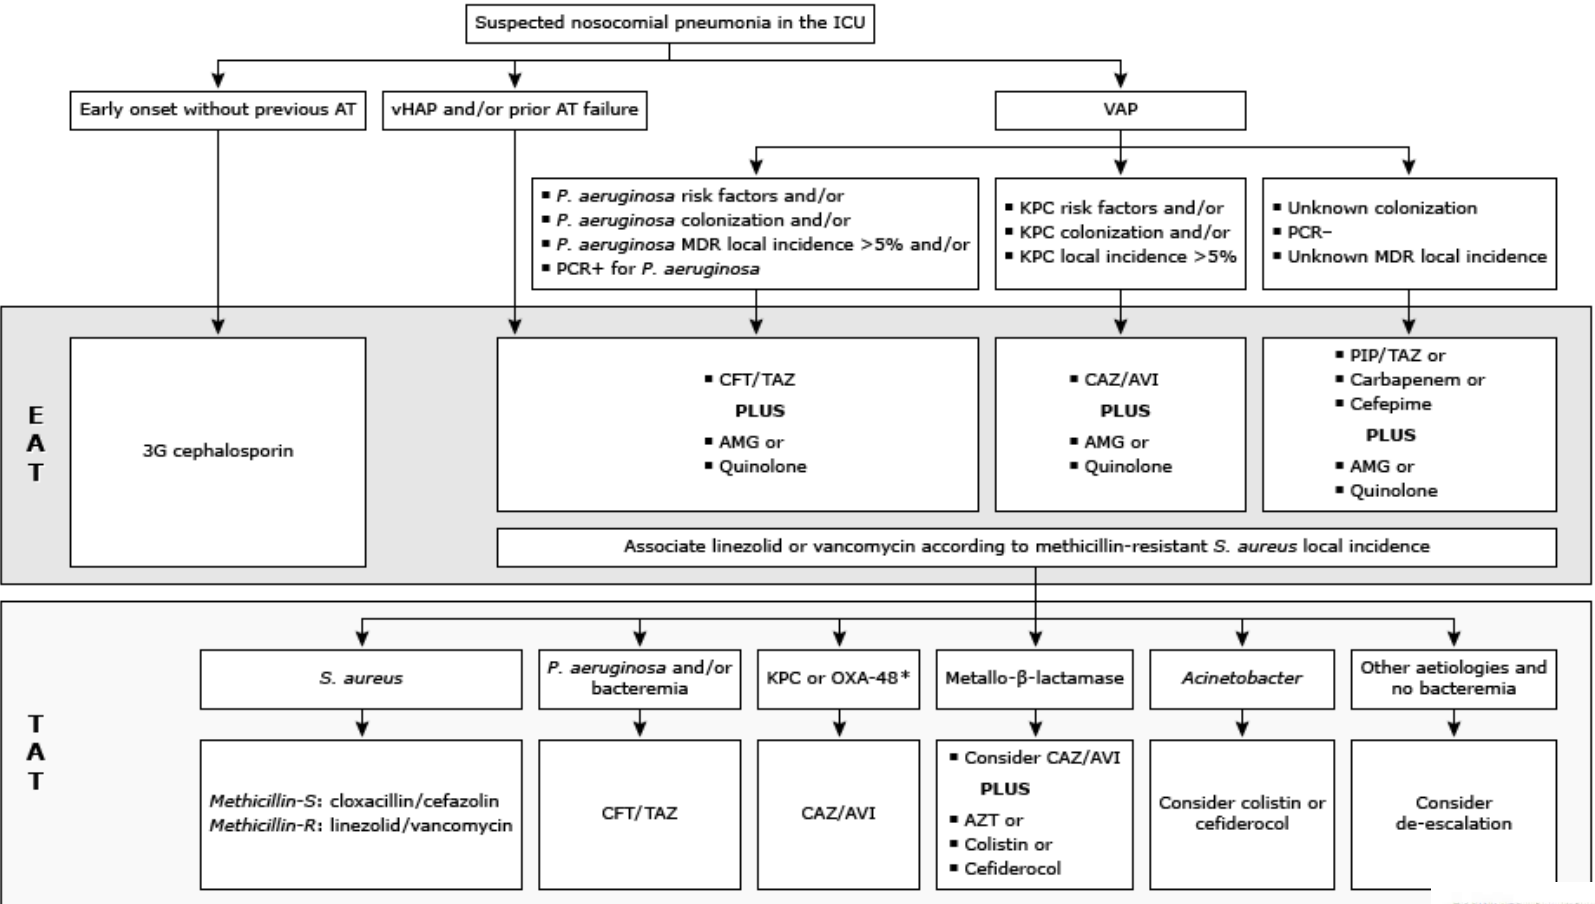 Suspected nosocomial pneumonia in the ICU
Early onset without previous AT
vHAP and/or prior AT failure
VAP
▪ P. aeruginosa risk factors and/or
▪ P. aeruginosa colonization and/or
▪ P. aeruginosa MDR local incidence >5% and/or
▪ PCR+ for P. aeruginosa
▪ KPC risk factors and/or
▪ KPC colonization and/or
▪ KPC local incidence >5%
▪ Unknown colonization
▪ PCR–
▪ Unknown MDR local incidence
E
A
T
3G cephalosporin
▪ CFT/TAZ
PLUS
▪ AMG or
▪ Quinolone
▪ CAZ/AVI
PLUS
▪ AMG or
▪ Quinolone
▪ PIP/TAZ or
▪ Carbapenem or
▪ Cefepime
PLUS
▪ AMG or
▪ Quinolone
Associate linezolid or vancomycin according to methicillin-resistant S. aureus local incidence
T
A
T
S. aureus
P. aeruginosa and/or
bacteremia
KPC or OXA-48*
Metallo-β-lactamase
Acinetobacter
Other aetiologies and
no bacteremia
Methicillin-S: cloxacillin/cefazolin
Methicillin-R: linezolid/vancomycin
CFT/TAZ
CAZ/AVI
▪ Consider CAZ/AVI
PLUS
▪ AZT or
▪ Colistin or
▪ Cefiderocol
Consider colistin or
cefiderocol
Consider
de-escalation